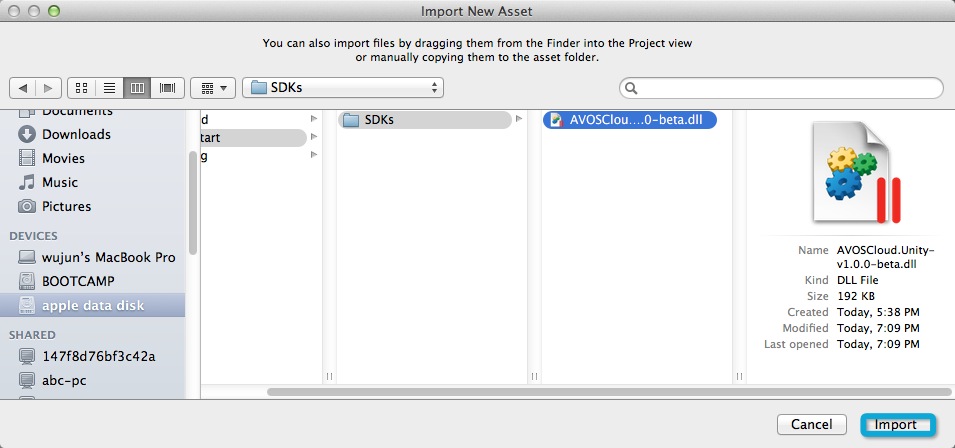 Import New Asset
You can also import files by dragging them from the Finder into the Project view
or manually copying them to the asset folder.
SDKs
Documents
Downloads
Movies
Music
Pictures
DEVICES
wujun's MacBook Pro
BOOTCAMP
apple data disk
SHARED
147f8d76bf3c42a
abc-pc
d
tart
g
SDKs
AVOSClou....0-beta.dll
Name AVOSCloud.Unity-
v1.0.0-beta.dll
Kind DLL File
Size 192 KB
Created Today, 5:38 PM
Modified Today, 7:09 PM
Last opened Today, 7:09 PM
Cancel
Import